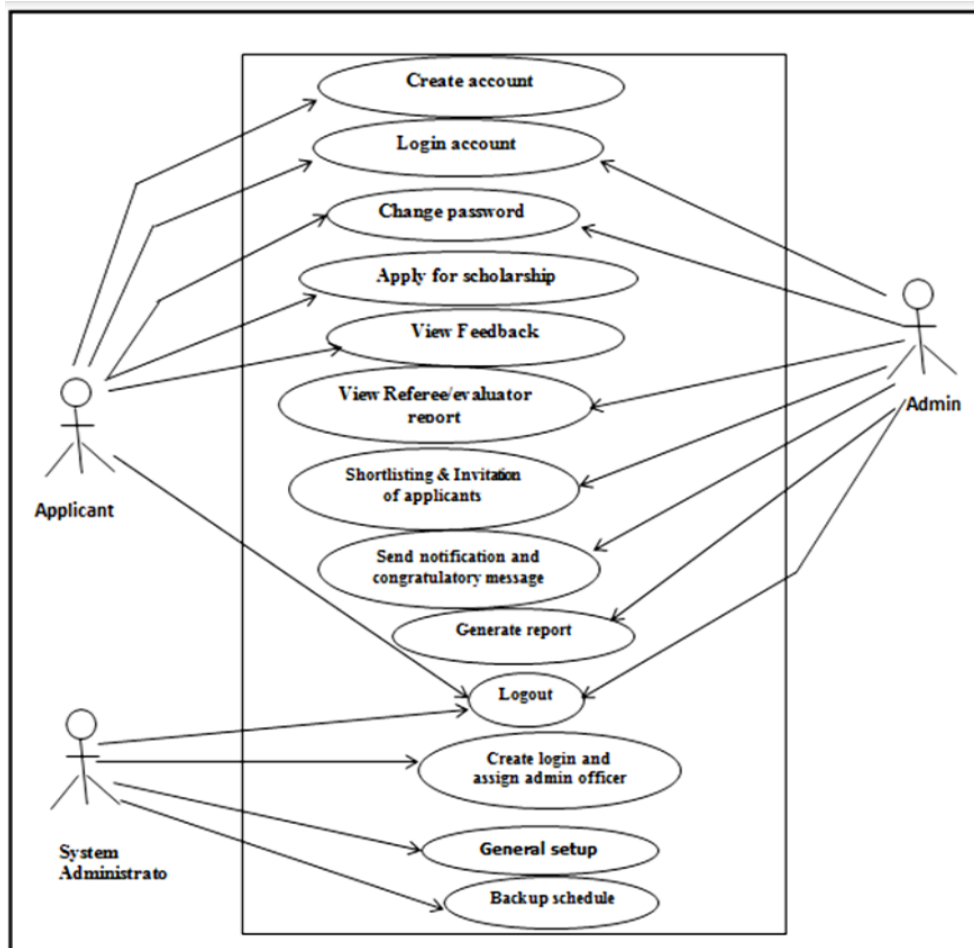 Create account
Login account
Change password
Apply for scholarship
View Feedback
View Referee/evaluator
report
Admin
Shortlisting & Invitation
of applicants
Applicant
Send notification and
congratulatory message
Generate report
Logout
Create login and
assign admin officer
General setup
System
Administrato
Backup schedule